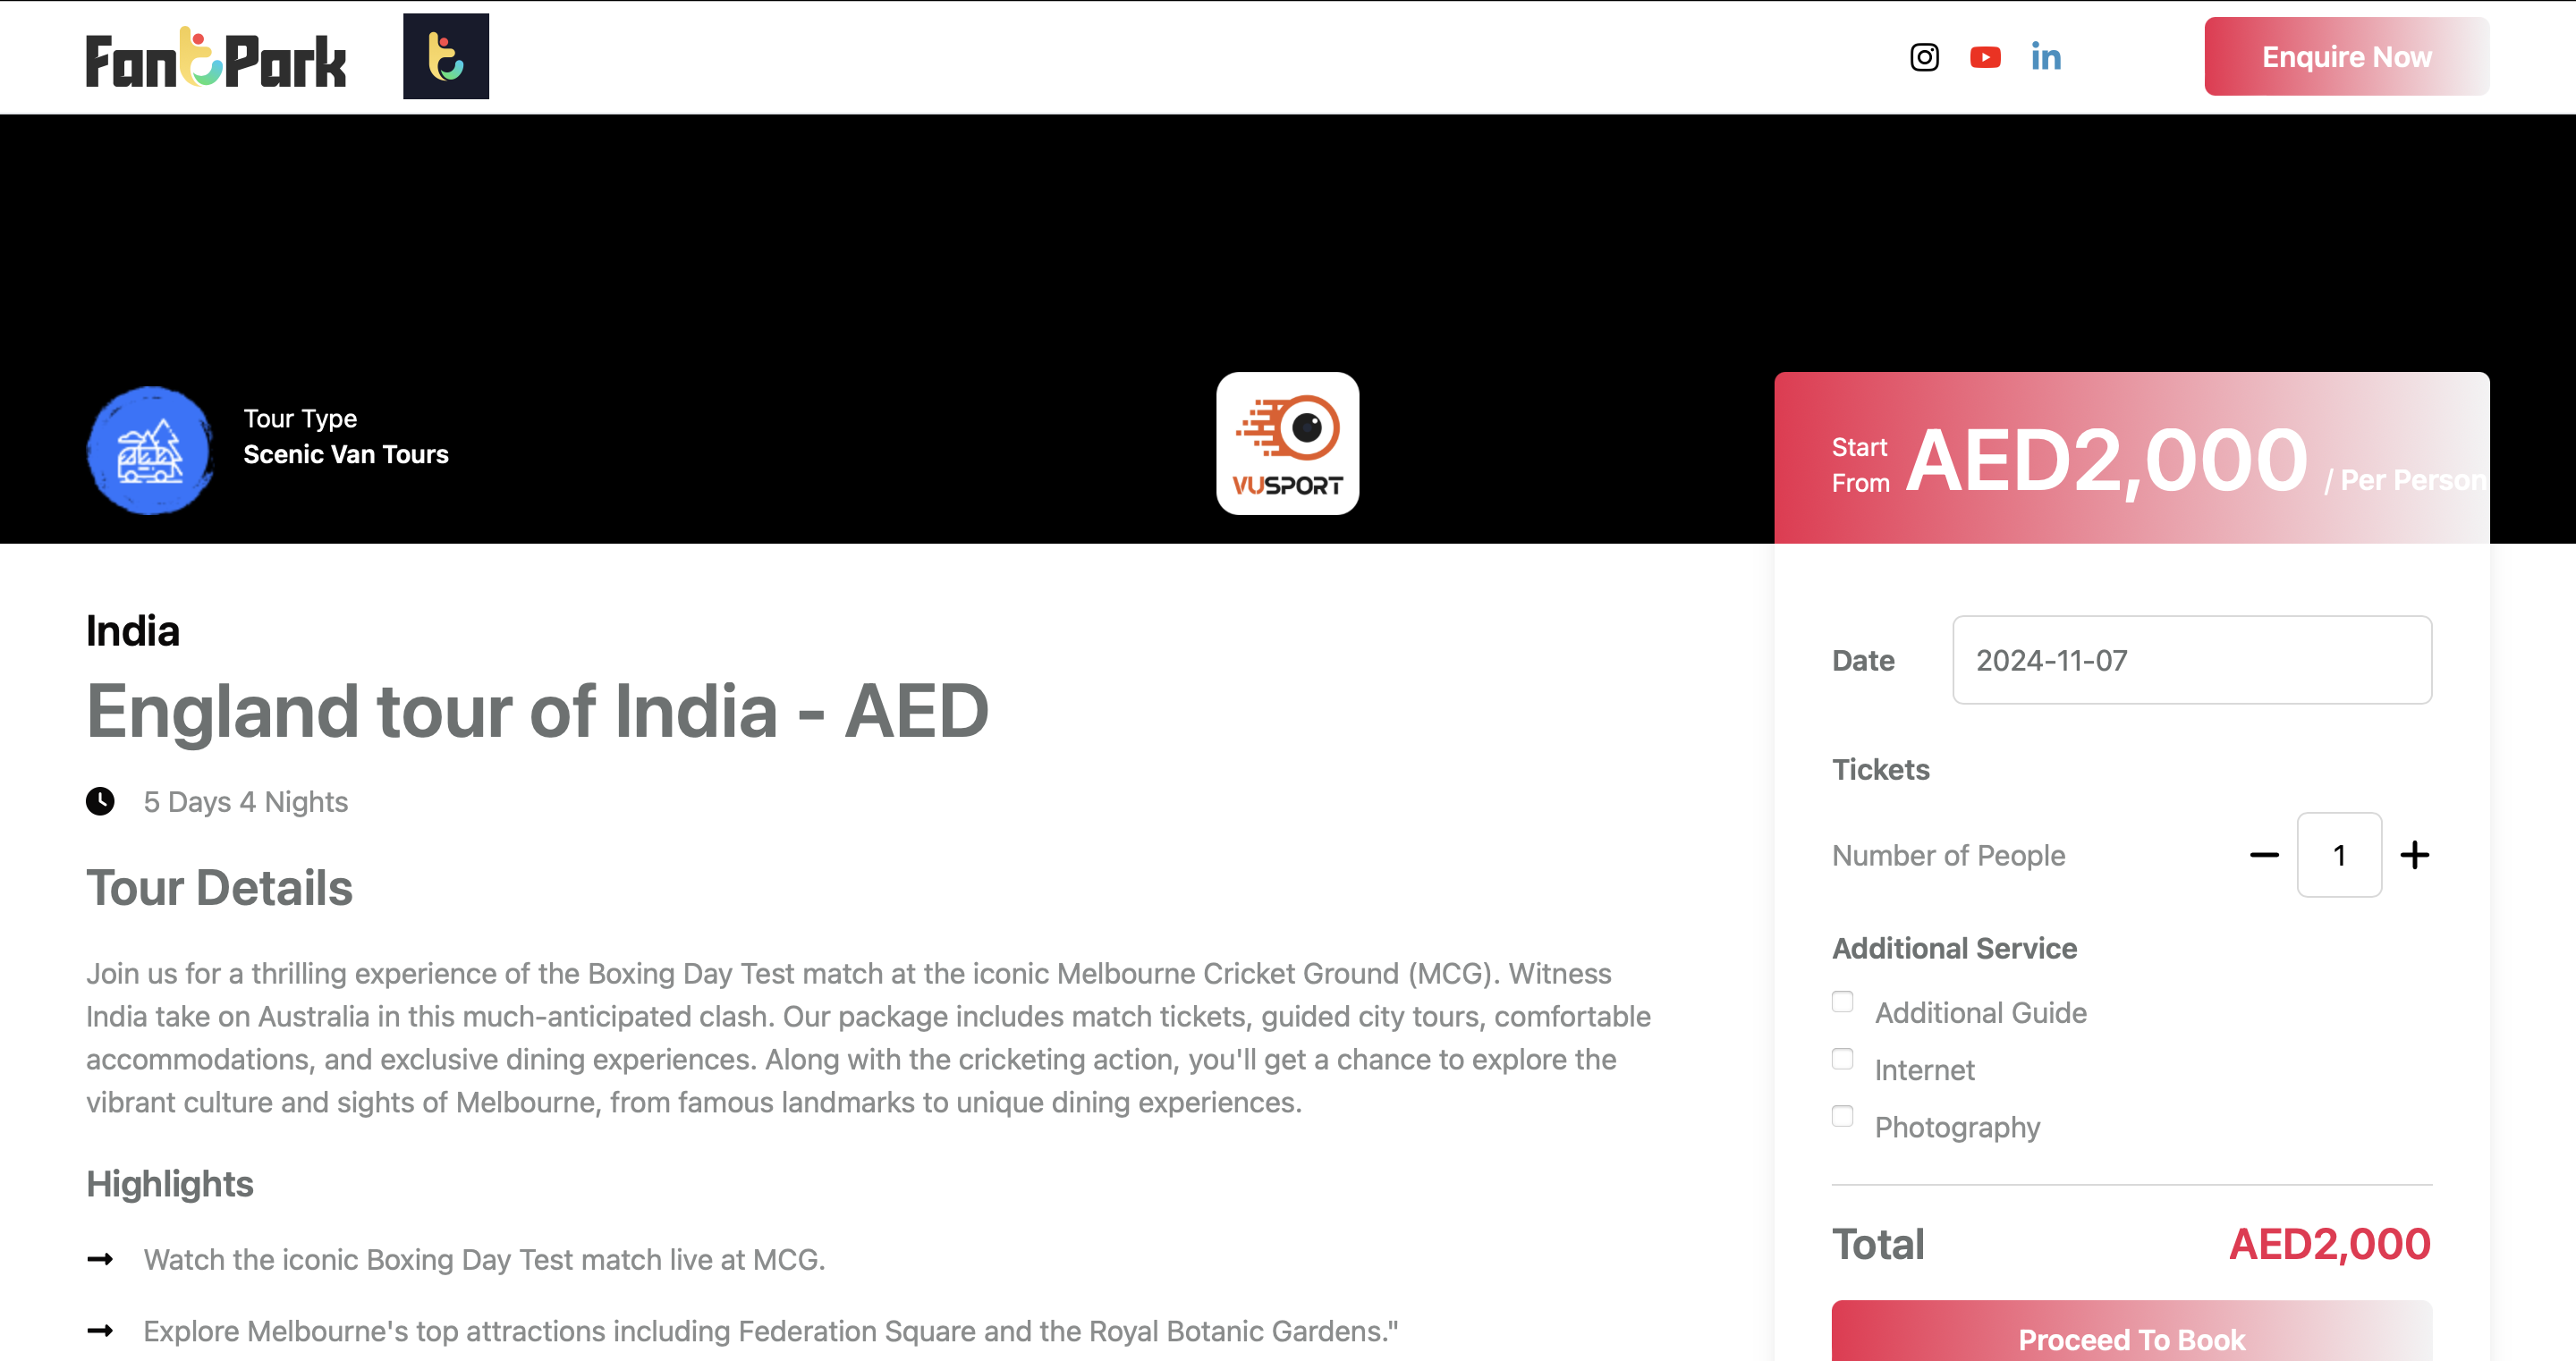 FantPark
Enquire Now
Tour Type
Scenic Van Tours
VUSPORT
Start
From
AED2,000 / Per Person
India
England tour of India - AED
5 Days 4 Nights
Tour Details
Join us for a thrilling experience of the Boxing Day Test match at the iconic Melbourne Cricket Ground (MCG). Witness
India take on Australia in this much-anticipated clash. Our package includes match tickets, guided city tours, comfortable
accommodations, and exclusive dining experiences. Along with the cricketing action, you'll get a chance to explore the
vibrant culture and sights of Melbourne, from famous landmarks to unique dining experiences.
Highlights
Watch the iconic Boxing Day Test match live at MCG.
Explore Melbourne's top attractions including Federation Square and the Royal Botanic Gardens."
Date
2024-11-07
Tickets
Number of People
1
Additional Service
Additional Guide
Internet
Photography
Total
AED2,000
Proceed To Book